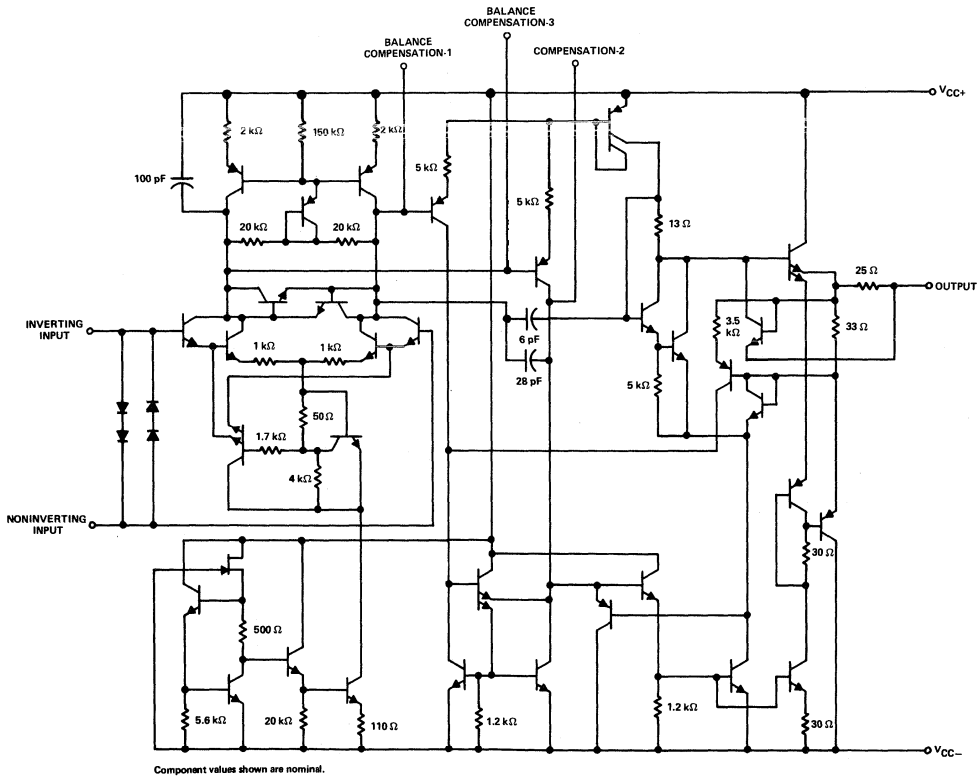 BALANCE
COMPENSATION-3
BALANCE
COMPENSATION-1
COMPENSATION-2
VCC+
2 kΩ
150 kΩ
2 kΩ
5 kΩ
100 pF
5 kΩ
20 kΩ
20 kΩ
13 Ω
25 Ω
OUTPUT
INVERTING
INPUT
3.5
kΩ
33 Ω
6 pF
1 kΩ
1 kΩ
28 pF
5 kΩ
50 Ω
1.7 kΩ
4 kΩ
NONINVERTING
INPUT
30 Ω
500 Ω
5.6 kΩ
20 kΩ
110 Ω
1.2 kΩ
1.2 kΩ
30 Ω
VCC–
Component values shown are nominal.